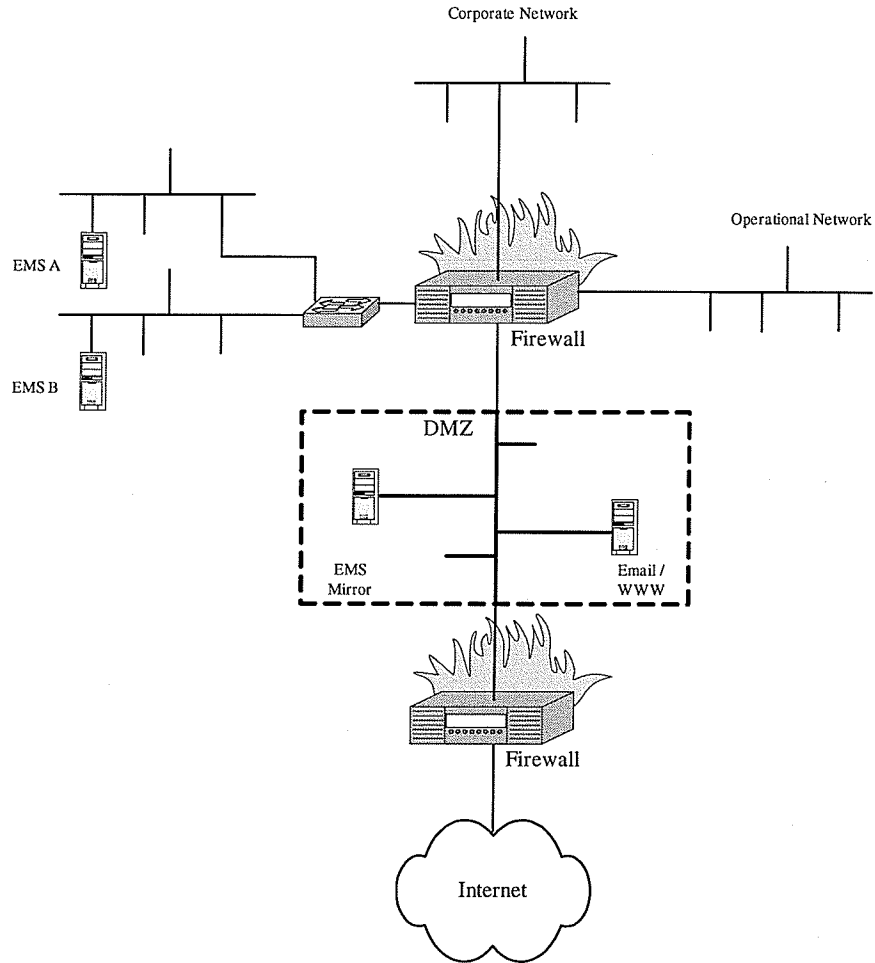 Corporate Network
Operational Network
EMS A
Firewall
EMS B
DMZ
EMS
Mirror
Email /
WWW
Firewall
Internet